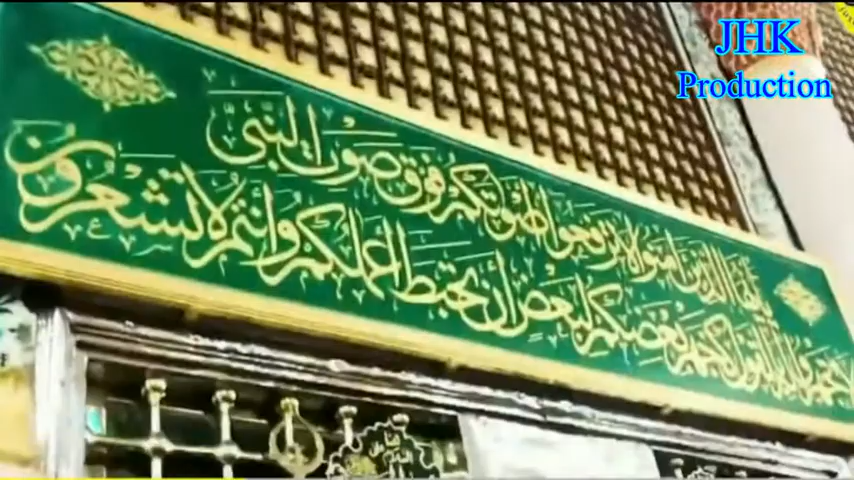 JHK
Production
يا أيها الذين آمنوا لا ترفعوا أصواتكم فوق صوت النبي
ولا تجهروا له بالقول كجهر بعضكم لبعض أن تحبط أعمالكم وأنتم لا تشعرون